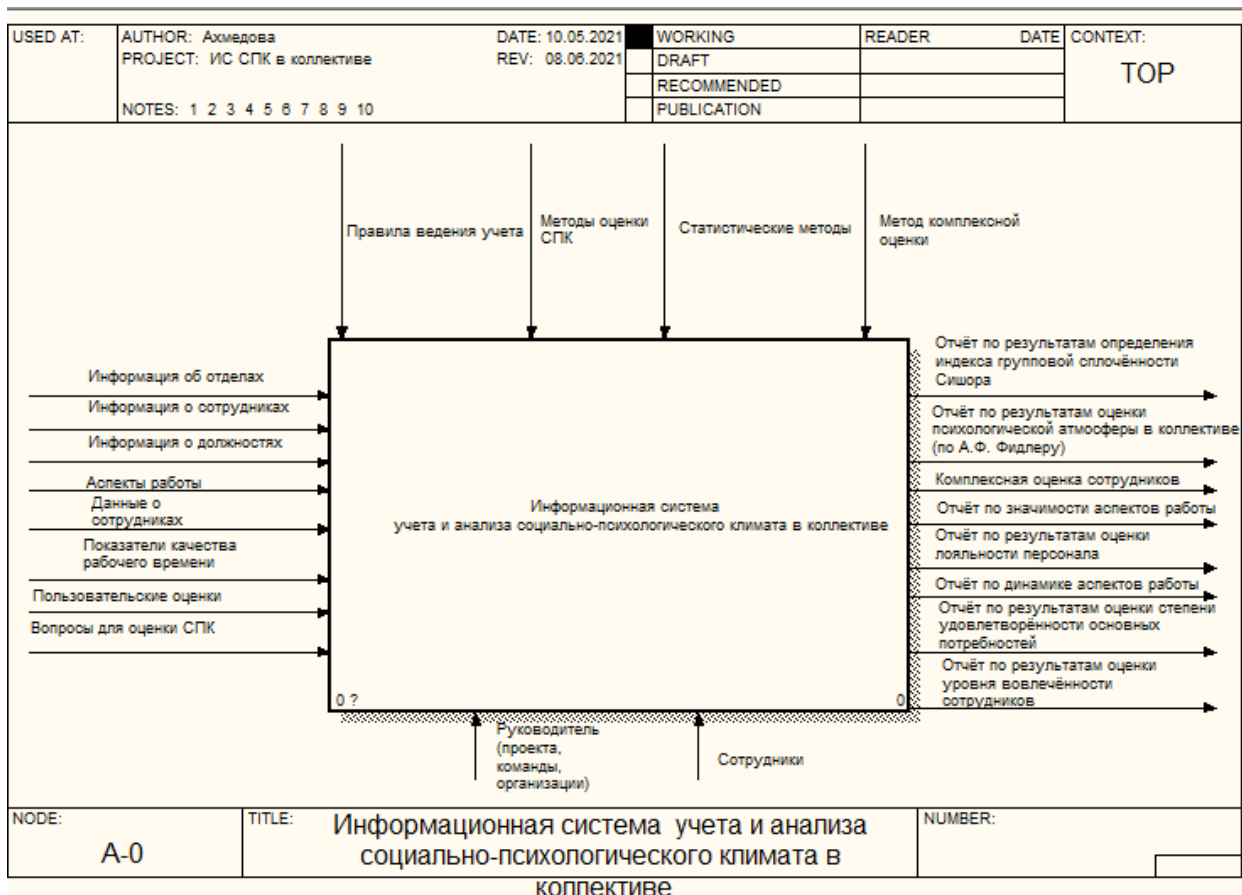 USED AT:
AUTHOR: Ахмедова
DATE: 10.05.2021
PROJECT: ИС СПК в коллективе
REV: 08.06.2021
NOTES: 1 2 3 4 5 6 7 8 9 10
WORKING
DRAFT
RECOMMENDED
PUBLICATION
READER
DATE
CONTEXT:
TOP
Правила ведения учета
Методы оценки
СПК
Статистические методы
Метод комплексной
оценки
Информация об отделах
Информация о сотрудниках
Информация о должностях
Аспекты работы
Данные о
сотрудниках
Показатели качества
рабочего времени
Пользовательские оценки
Вопросы для оценки СПК
Информационная система
учета и анализа социально-психологического климата в коллективе
0 ?
0
Отчёт по результатам определения
индекса групповой сплочённости
Сишора
Отчёт по результатам оценки
психологической атмосферы в коллективе
(по А.Ф. Фидлеру)
Комплексная оценка сотрудников
Отчёт по значимости аспектов работы
Отчёт по результатам оценки
лояльности персонала
Отчёт по динамике аспектов работы
Отчёт по результатам оценки степени
удовлетворённости основных
потребностей
Отчёт по результатам оценки
уровня вовлечённости
сотрудников
Руководитель
(проекта,
команды,
организации)
Сотрудники
NODE:
A-0
TITLE:
Информационная система учета и анализа
социально-психологического климата в
коллективе
NUMBER: